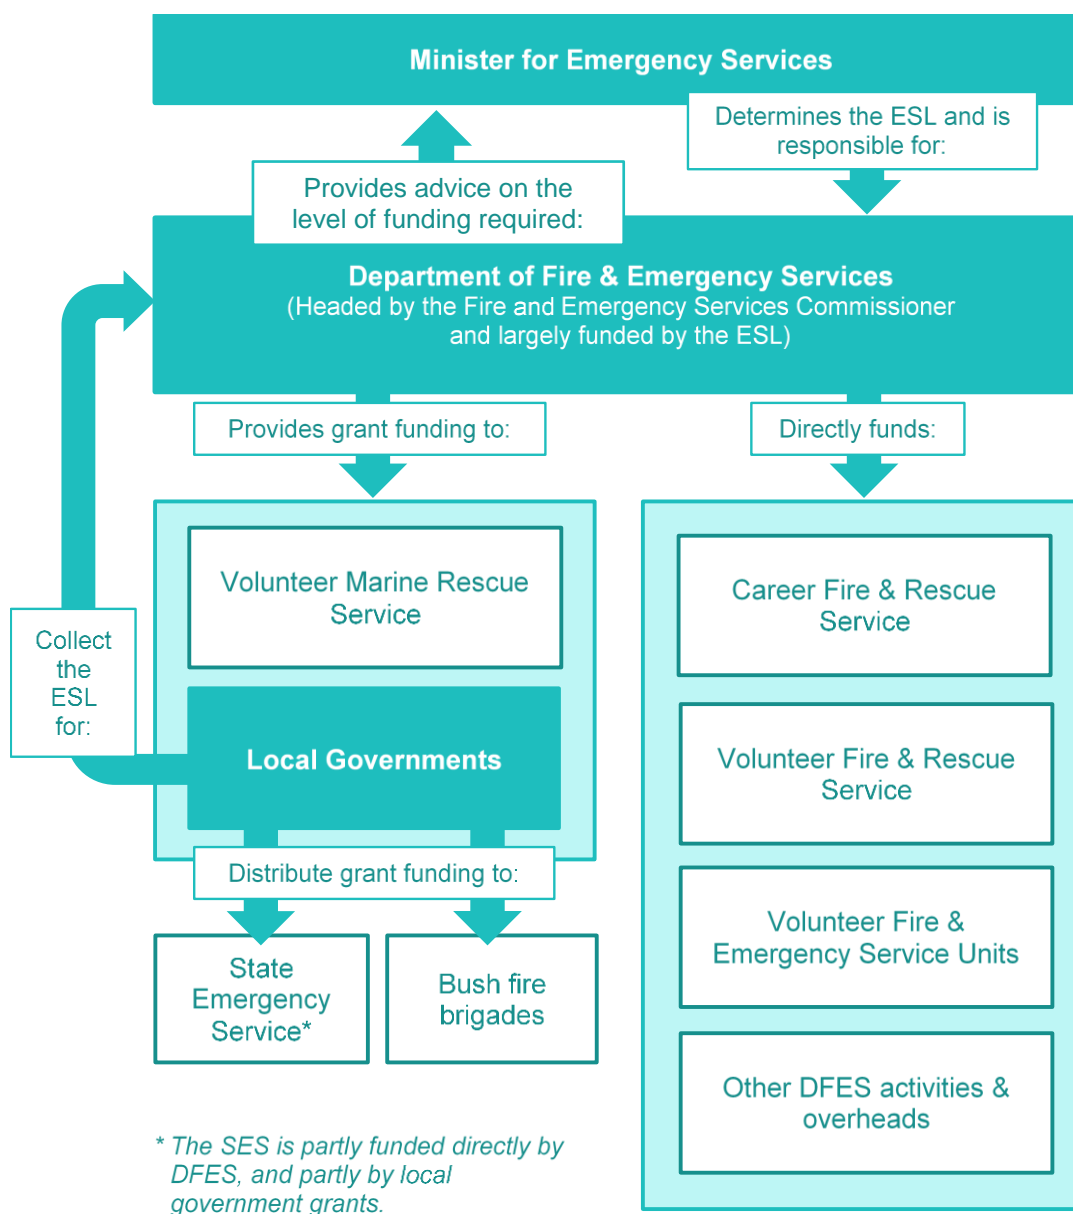 Minister for Emergency Services
Determines the ESL and is
responsible for:
Provides advice on the
level of funding required:
Department of Fire & Emergency Services
(Headed by the Fire and Emergency Services Commissioner
and largely funded by the ESL)
Provides grant funding to:
Directly funds:
Volunteer Marine Rescue
Service
Local Governments
Collect
the
ESL
for:
Distribute grant funding to:
State
Emergency
Service*
Bush fire
brigades
* The SES is partly funded directly by
DFES, and partly by local
government grants.
Career Fire & Rescue
Service
Volunteer Fire & Rescue
Service
Volunteer Fire &
Emergency Service Units
Other DFES activities &
overheads